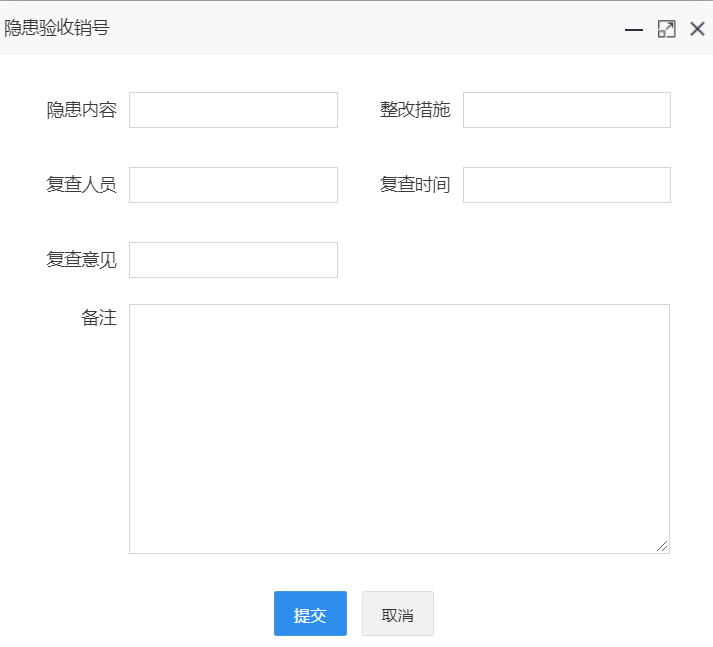 隐患验收销号
隐患内容 整改措施
复查人员 复查时间
复查意见
备注
提交 取消